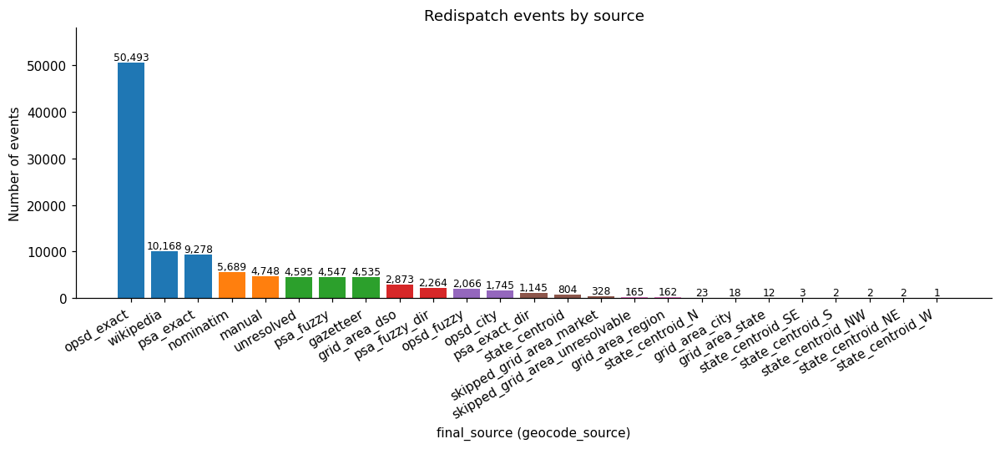 Redispatch events by source
Number of events
50000
40000
30000
20000
10000
0
50,493
10,168
9,278
5,689
4,748
4,595
4,547
4,535
2,873
2,264
2,066
1,745
1,145
804
328
165
162
23
18
12
3
2
2
2
1
opsd_exact
wikipedia
psa_exact
nominatim
manual
unresolved
psa_fuzzy
gazetteer
grid_area_dso
psa_fuzzy_dir
opsd_fuzzy
opsd_city
psa_exact_dir
state_centroid
skipped_grid_area_market
skipped_grid_area_unresolvable
grid_area_region
state_centroid_N
grid_area_city
grid_area_state
state_centroid_SE
state_centroid_S
state_centroid_NW
state_centroid_NE
state_centroid_W
final_source (geocode_source)